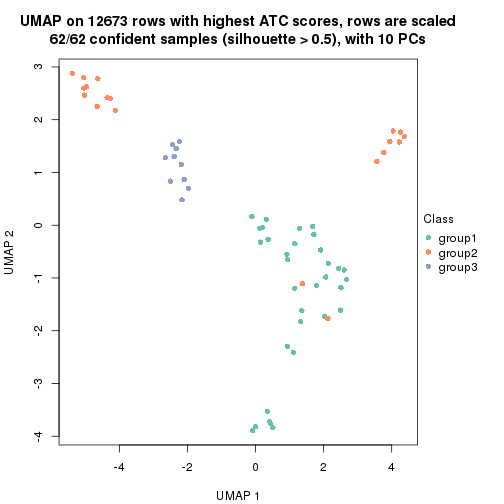 UMAP on 12673 rows with highest ATC scores, rows are scaled
62/62 confident samples (silhouette > 0.5), with 10 PCs
3
2
1
0
-1
-2
-3
-4
UMAP 2
-4
-2
0
2
4
UMAP 1
Class
group1
group2
group3